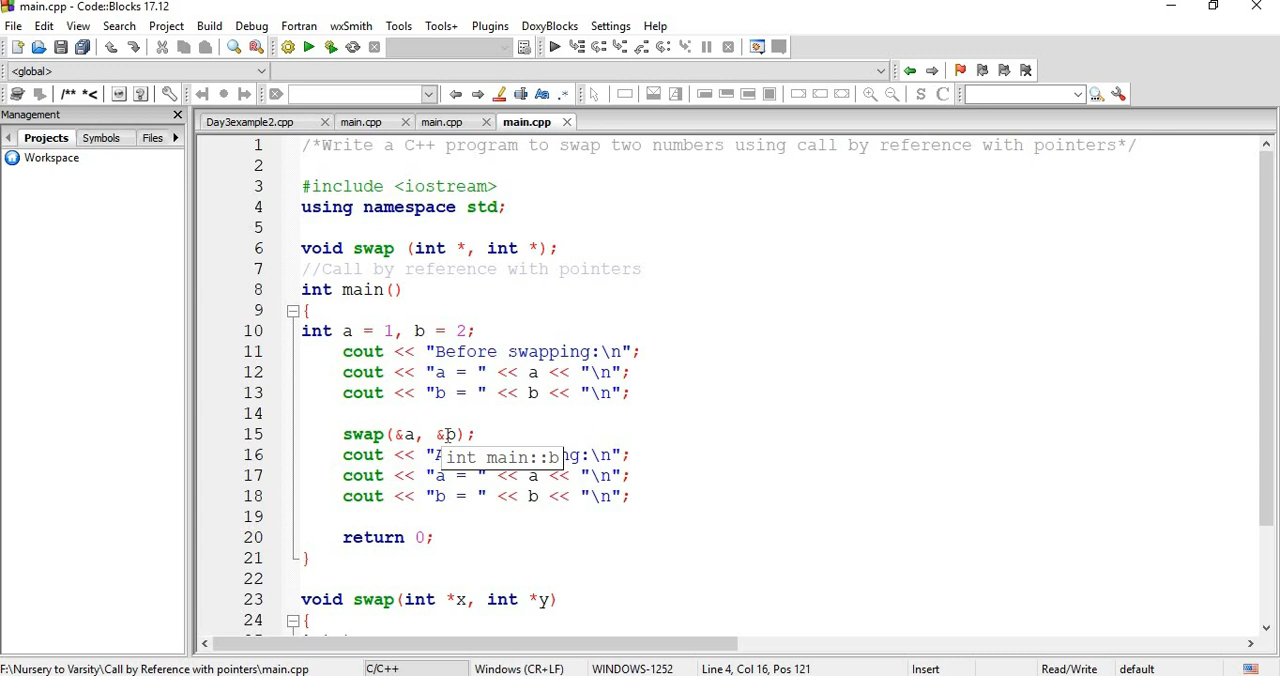 main.cpp - Code::Blocks 17.12
File Edit View Search Project Build Debug Fortran wxSmith Tools Tools+ Plugins DoxyBlocks Settings Help
<global>
/** *<
S C
Management
Projects Symbols Files
Workspace
Day3example2.cpp main.cpp main.cpp main.cpp
1 /*Write a C++ program to swap two numbers using call by reference with pointers*/
2
3 #include <iostream>
4 using namespace std;
5
6 void swap (int *, int *);
7 //Call by reference with pointers
8 int main()
9 {
10 int a = 1, b = 2;
11 cout << "Before swapping:\n";
12 cout << "a = " << a << "\n";
13 cout << "b = " << b << "\n";
14
15 swap(&a, &b);
16 cout << "A int main::b ng:\n";
17 cout << "a = " << a << "\n";
18 cout << "b = " << b << "\n";
19
20 return 0;
21 }
22
23 void swap(int *x, int *y)
24 {
F:\Nursery to Varsity\Call by Reference with pointers\main.cpp C/C++ Windows (CR+LF) WINDOWS-1252 Line 4, Col 16, Pos 121 Insert Read/Write default